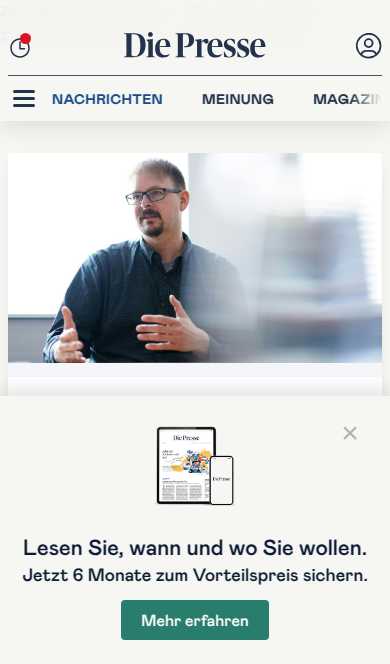 Die Presse
NACHRICHTEN
MEINUNG
MAGAZIN
Die Presse
Die Presse
Lesen Sie, wann und wo Sie wollen.
Jetzt 6 Monate zum Vorteilspreis sichern.
Mehr erfahren